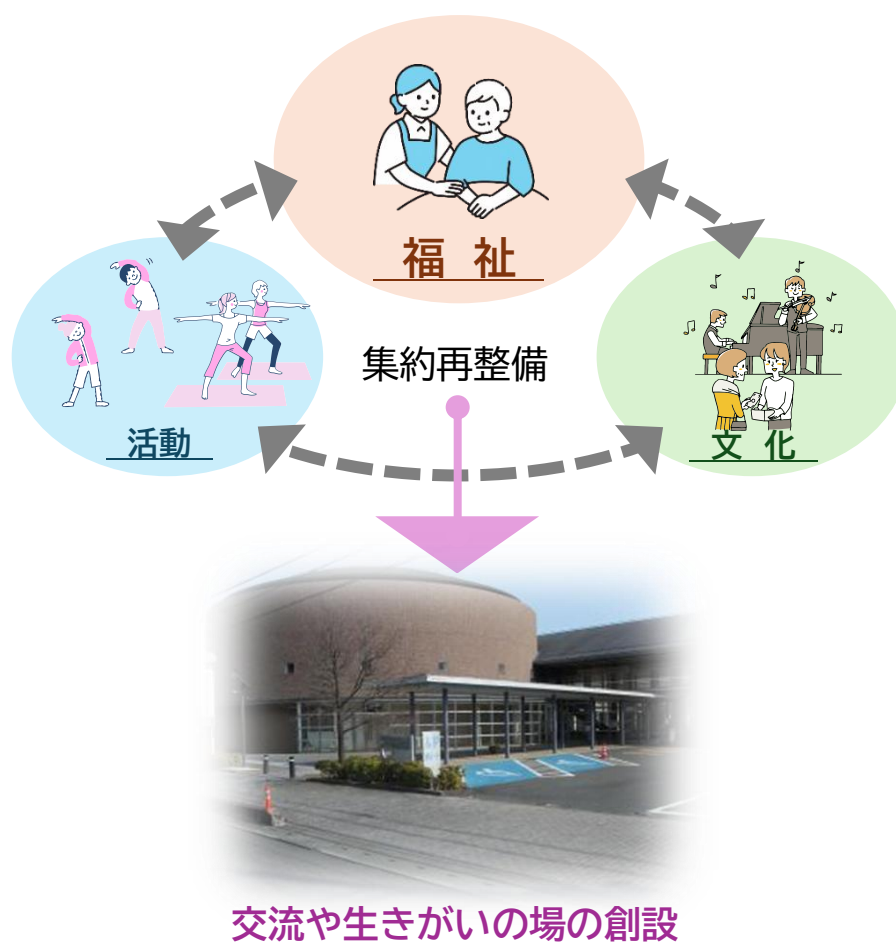 福 祉
集約再整備
活動
文 化
交流や生きがいの場の創設